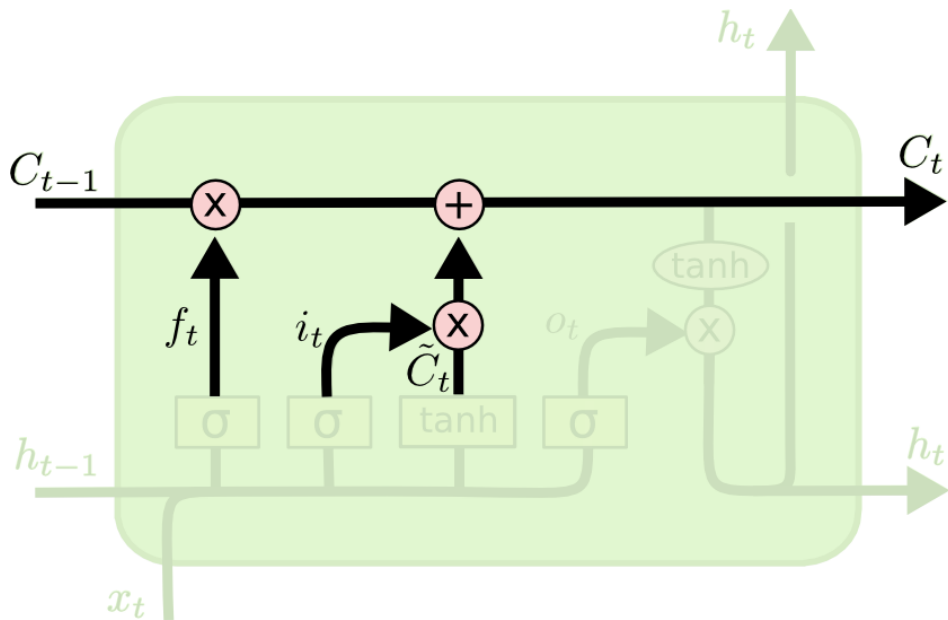 h_t
C_{t-1}
C_t
x
+
tanh
f_t
i_t
x
o_t
x
C̃_t
σ
σ
tanh
σ
h_{t-1}
h_t
x_t